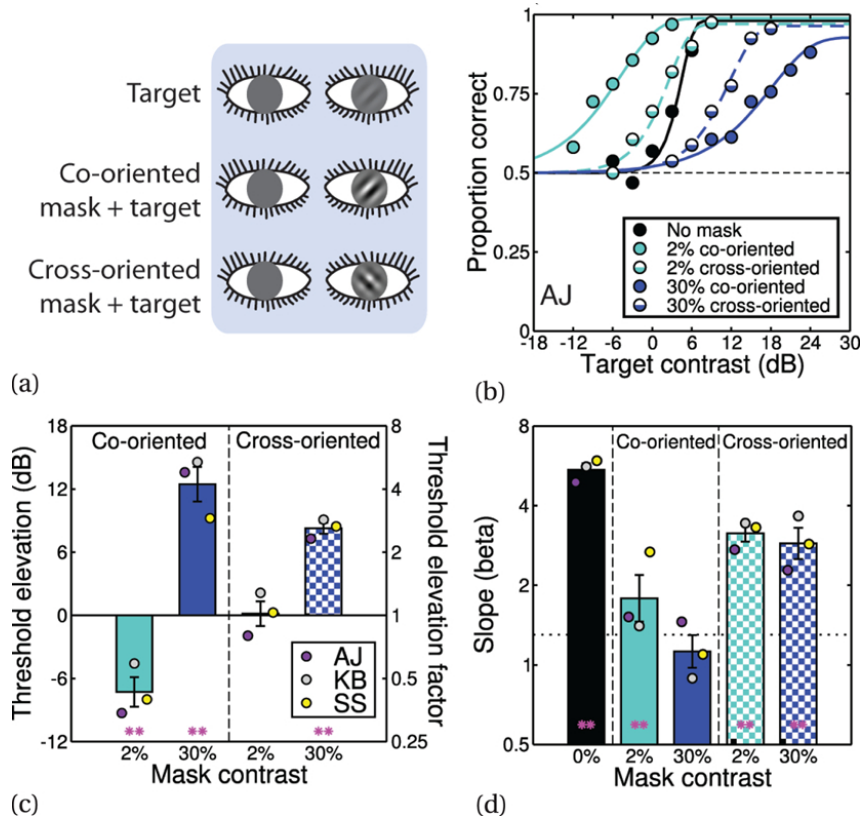 Target
Co-oriented
mask + target
Cross-oriented
mask + target
(a)
Proportion correct
1
0.75
0.5
0.25
0
-18 -12 -6 0 6 12 18 24 30
Target contrast (dB)
No mask
2% co-oriented
2% cross-oriented
30% co-oriented
30% cross-oriented
AJ
(b)
Threshold elevation (dB)
18
12
6
0
-6
-12
Co-oriented
Cross-oriented
AJ
KB
SS
**
**
**
2% 30% 2% 30%
Mask contrast
8
4
2
1
0.5
0.25
Threshold elevation factor
(c)
Slope (beta)
8
4
2
1
0.5
Co-oriented
Cross-oriented
**
**
**
**
0% 2% 30% 2% 30%
Mask contrast
(d)